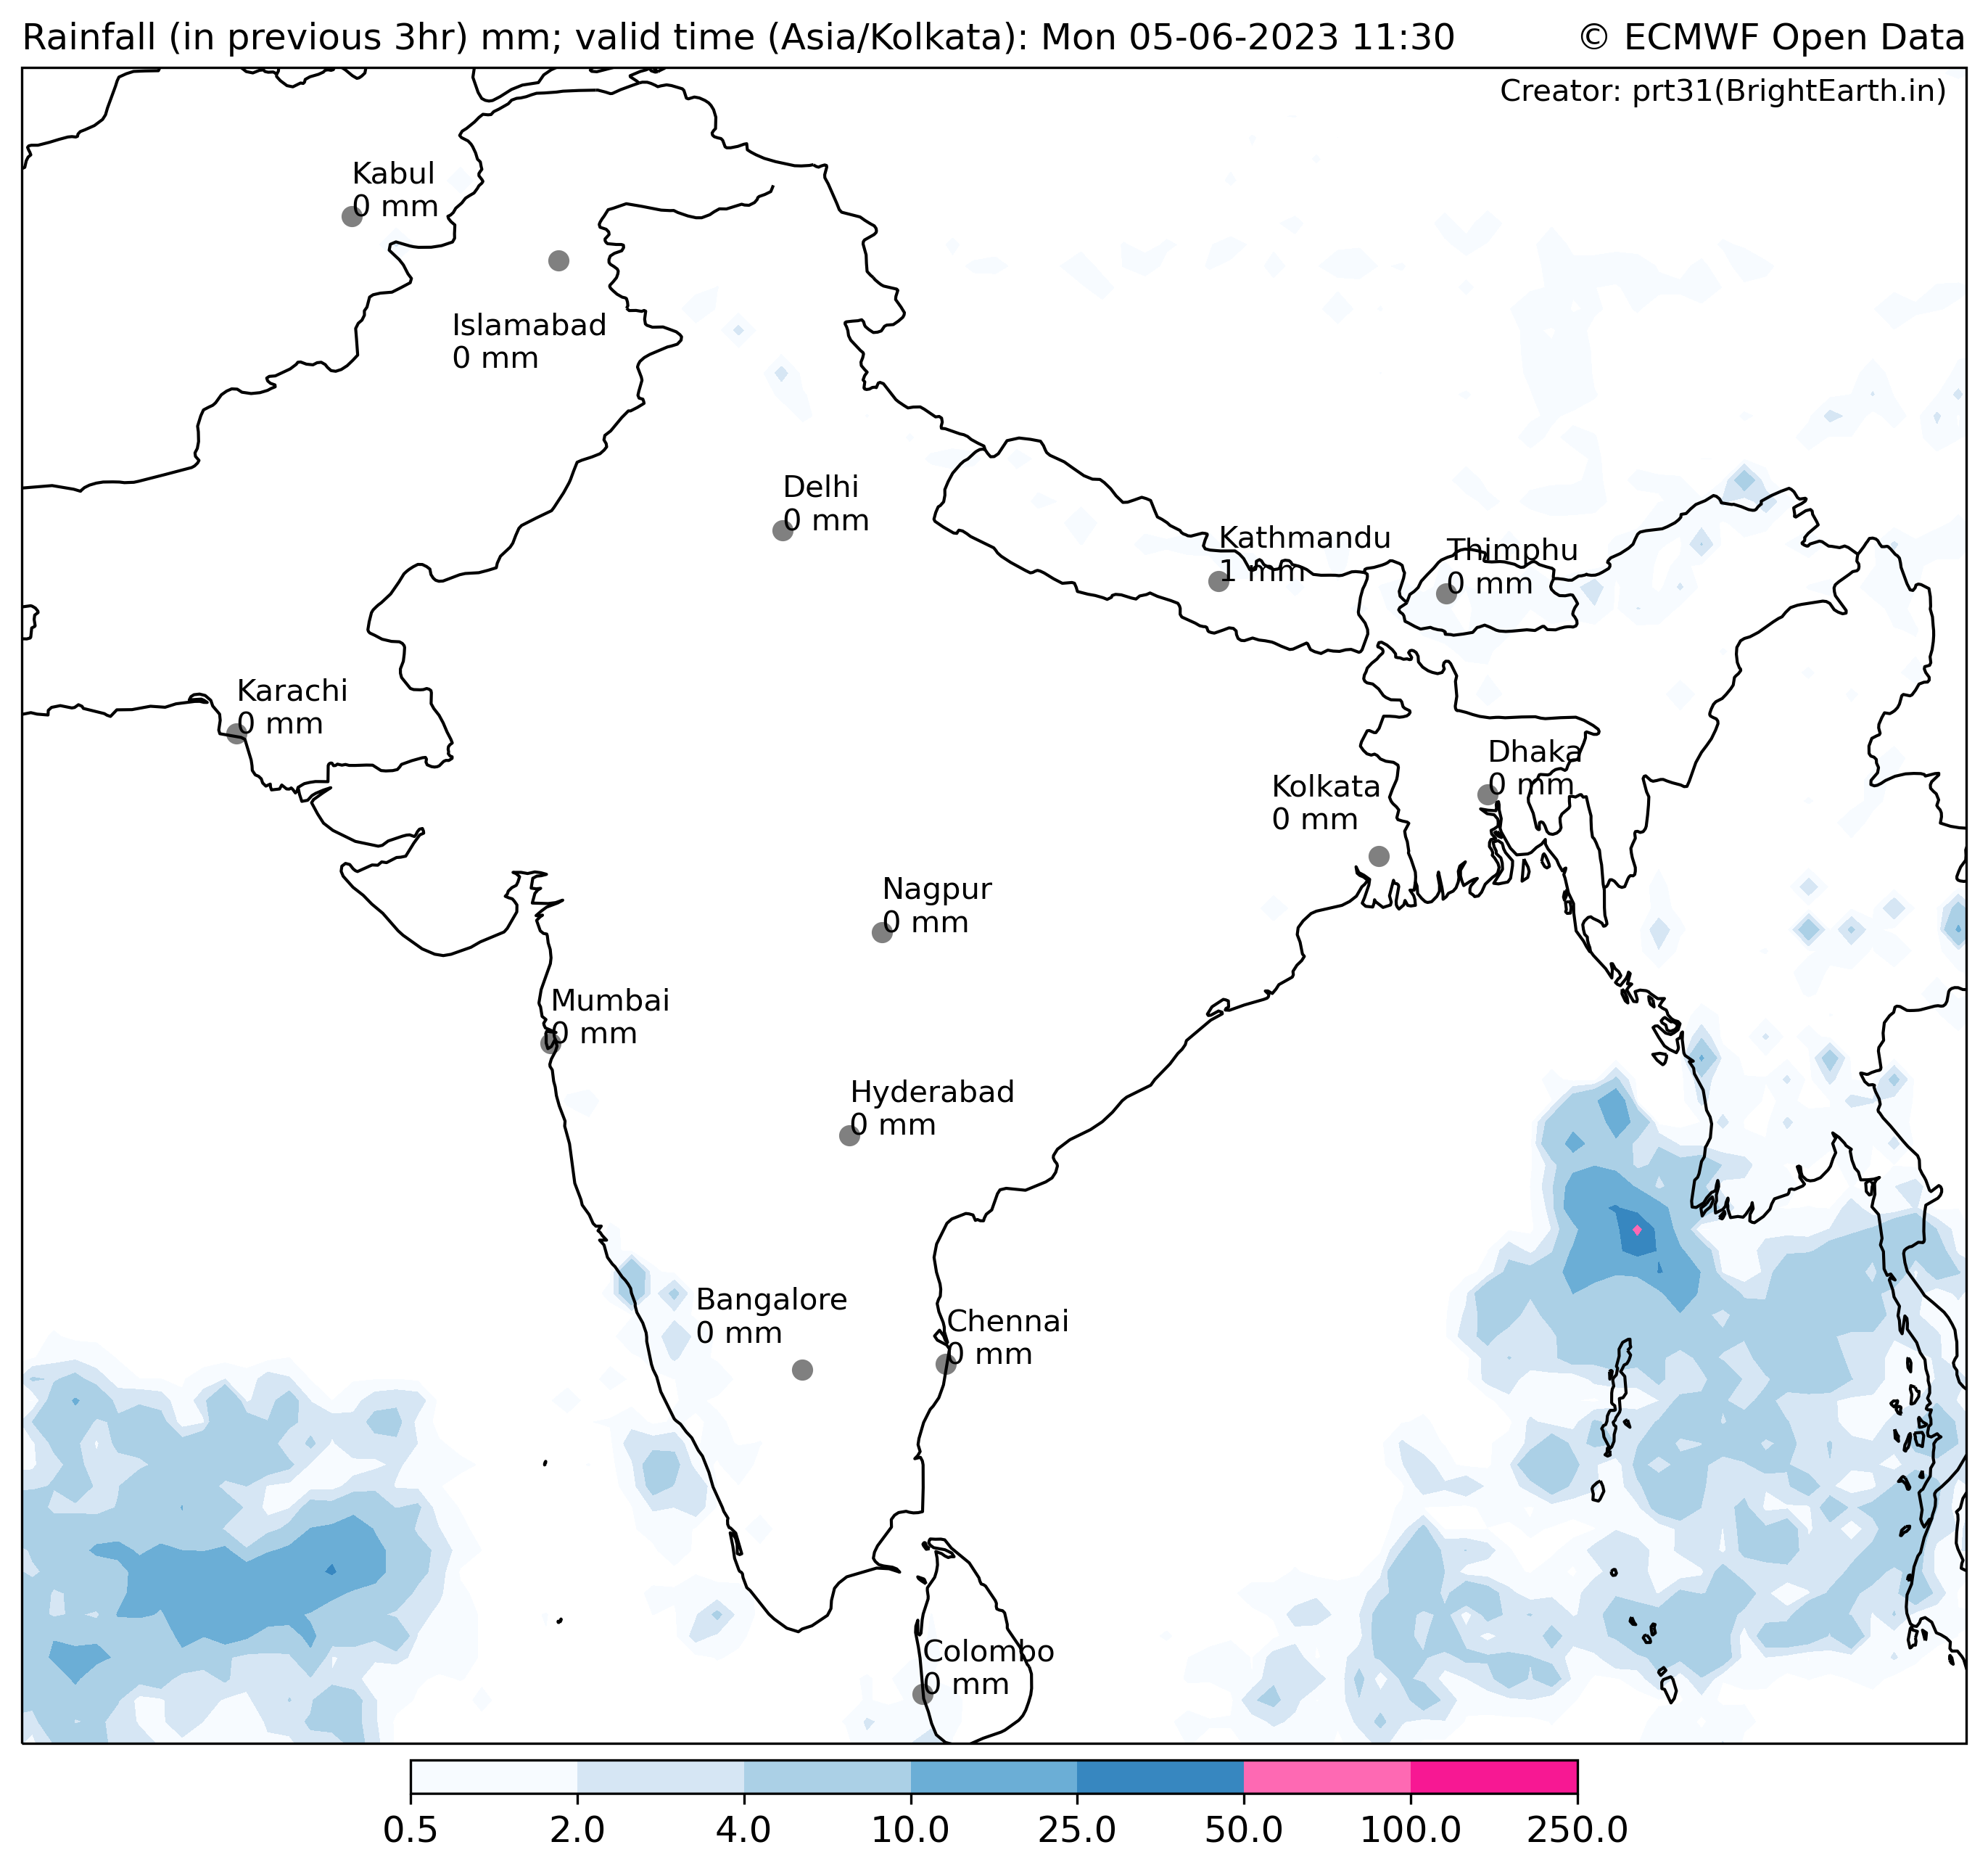 Rainfall (in previous 3hr) mm; valid time (Asia/Kolkata): Mon 05-06-2023 11:30
© ECMWF Open Data
Creator: prt31(BrightEarth.in)
Kabul
0 mm
Islamabad
0 mm
Delhi
0 mm
Kathmandu
1 mm
Thimphu
0 mm
Karachi
0 mm
Dhaka
0 mm
Kolkata
0 mm
Nagpur
0 mm
Mumbai
0 mm
Hyderabad
0 mm
Bangalore
0 mm
Chennai
0 mm
Colombo
0 mm
0.5 2.0 4.0 10.0 25.0 50.0 100.0 250.0